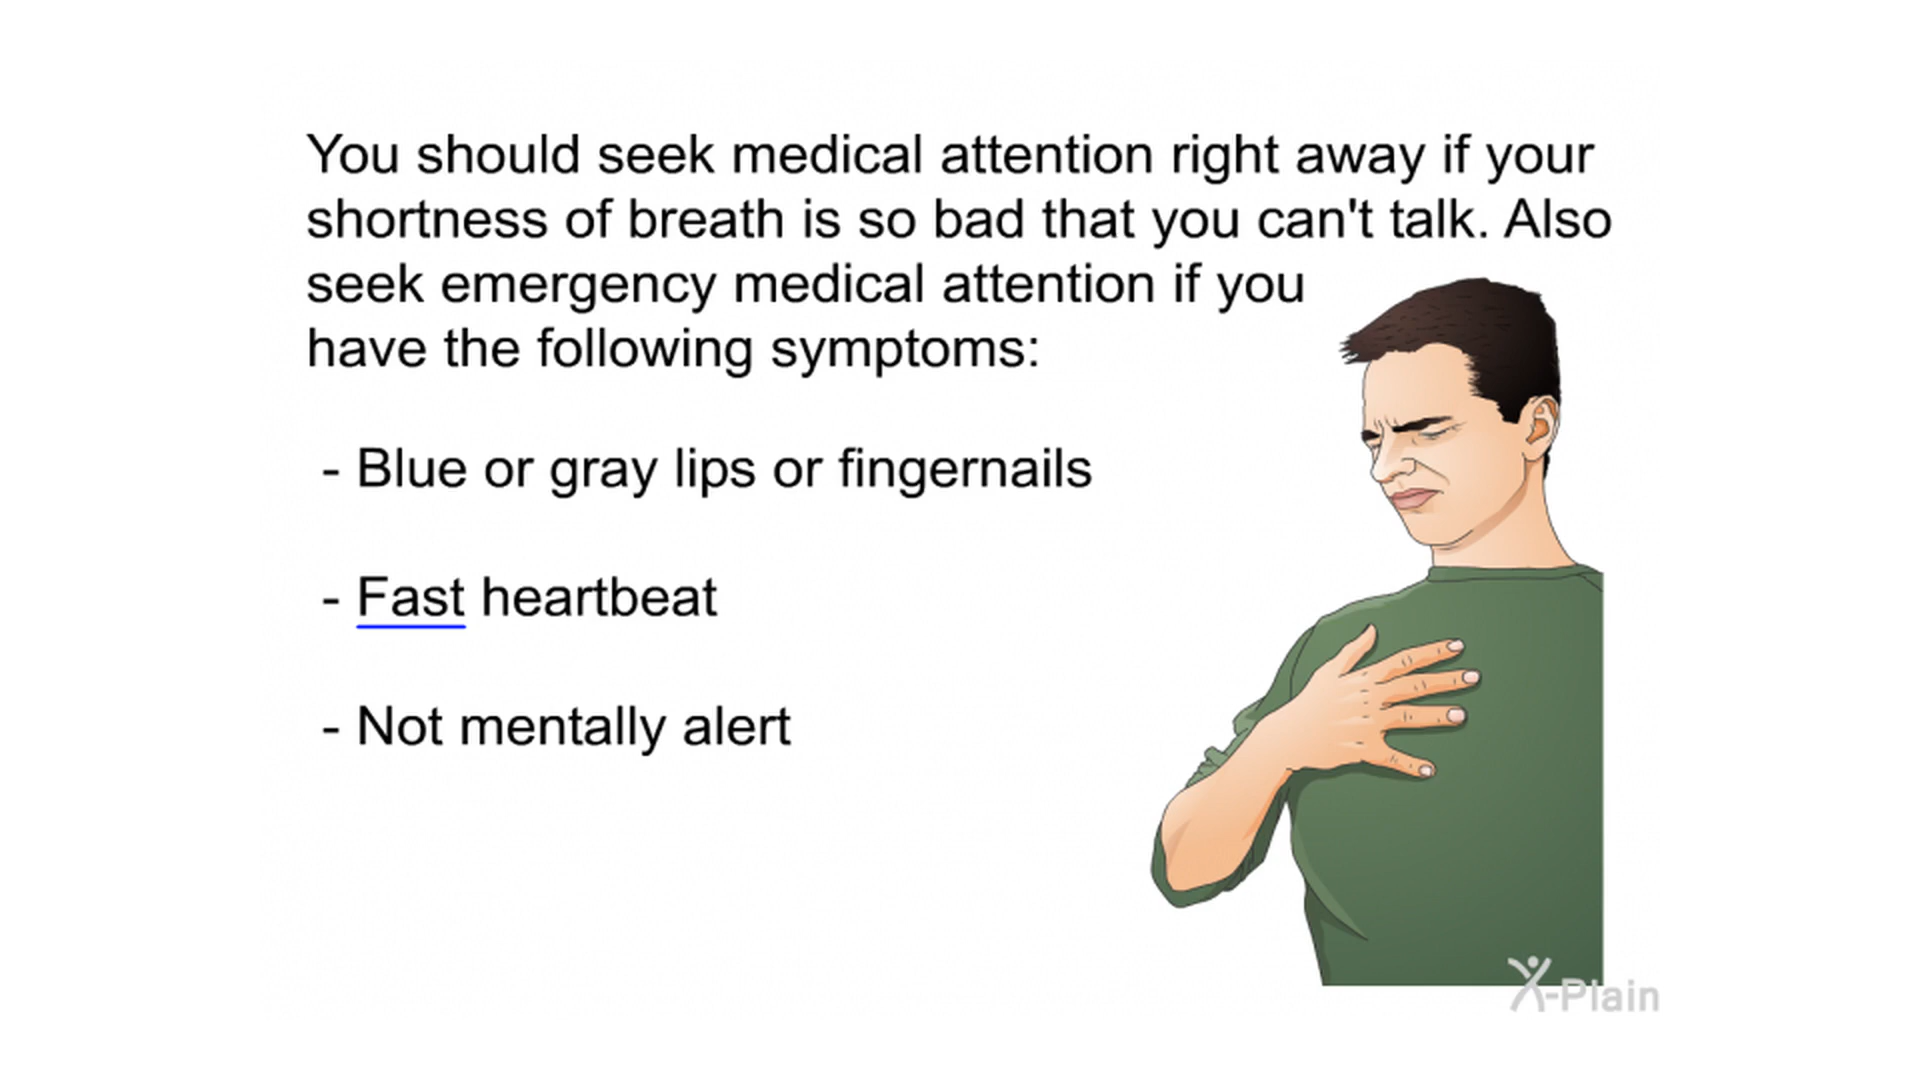 You should seek medical attention right away if your
shortness of breath is so bad that you can't talk. Also
seek emergency medical attention if you
have the following symptoms:
- Blue or gray lips or fingernails
- Fast heartbeat
- Not mentally alert
X-Plain